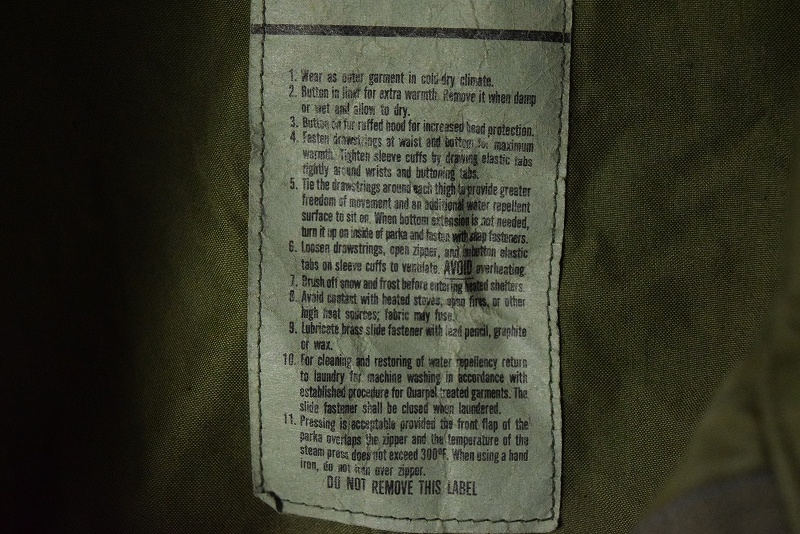 1. Wear as outer garment in cold-dry climate.
2. Button in liner for extra warmth. Remove it when damp
or wet and allow to dry.
3. Button on fur ruffed hood for increased head protection.
4. Fasten drawstrings at waist and bottom for maximum
warmth. Tighten sleeve cuffs by drawing elastic tabs
tightly around wrists and buttoning tabs.
5. Tie the drawstrings around each thigh to provide greater
freedom of movement and an additional water repellent
surface to sit on. When bottom extension is not needed,
turn it up on inside of parka and fasten with snap fasteners.
6. Loosen drawstrings, open zipper, and unbutton elastic
tabs on sleeve cuffs to ventilate. AVOID overheating.
7. Brush off snow and frost before entering heated shelters.
8. Avoid contact with heated stoves, open fires, or other
high heat sources; fabric may fuse.
9. Lubricate brass slide fastener with lead pencil, graphite
or wax.
10. For cleaning and restoring of water repellency return
to laundry for machine washing in accordance with
established procedure for Quarpel treated garments. The
slide fastener shall be closed when laundered.
11. Pressing is acceptable provided the front flap of the
parka overlaps the zipper and the temperature of the
steam press does not exceed 300°F. When using a hand
iron, do not iron over zipper.
DO NOT REMOVE THIS LABEL